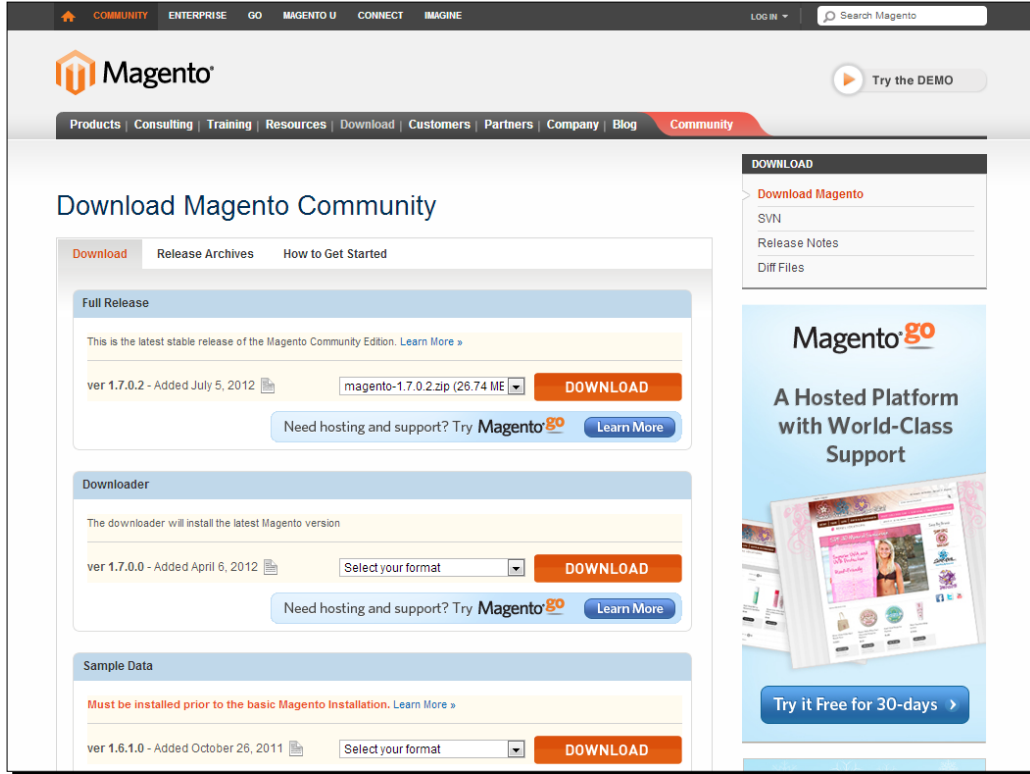 COMMUNITY ENTERPRISE GO MAGENTO U CONNECT IMAGINE
LOG IN
Search Magento
Magento
Try the DEMO
Products | Consulting | Training | Resources | Download | Customers | Partners | Company | Blog
Community
Download Magento Community
Download
Release Archives
How to Get Started
Full Release
This is the latest stable release of the Magento Community Edition. Learn More »
ver 1.7.0.2 - Added July 5, 2012
magento-1.7.0.2.zip (26.74 ME
DOWNLOAD
Need hosting and support? Try Magento go
Learn More
Downloader
The downloader will install the latest Magento version
ver 1.7.0.0 - Added April 6, 2012
Select your format
DOWNLOAD
Need hosting and support? Try Magento go
Learn More
Sample Data
Must be installed prior to the basic Magento Installation. Learn More »
ver 1.6.1.0 - Added October 26, 2011
Select your format
DOWNLOAD
DOWNLOAD
Download Magento
SVN
Release Notes
Diff Files
Magento go
A Hosted Platform
with World-Class
Support
Try it Free for 30-days